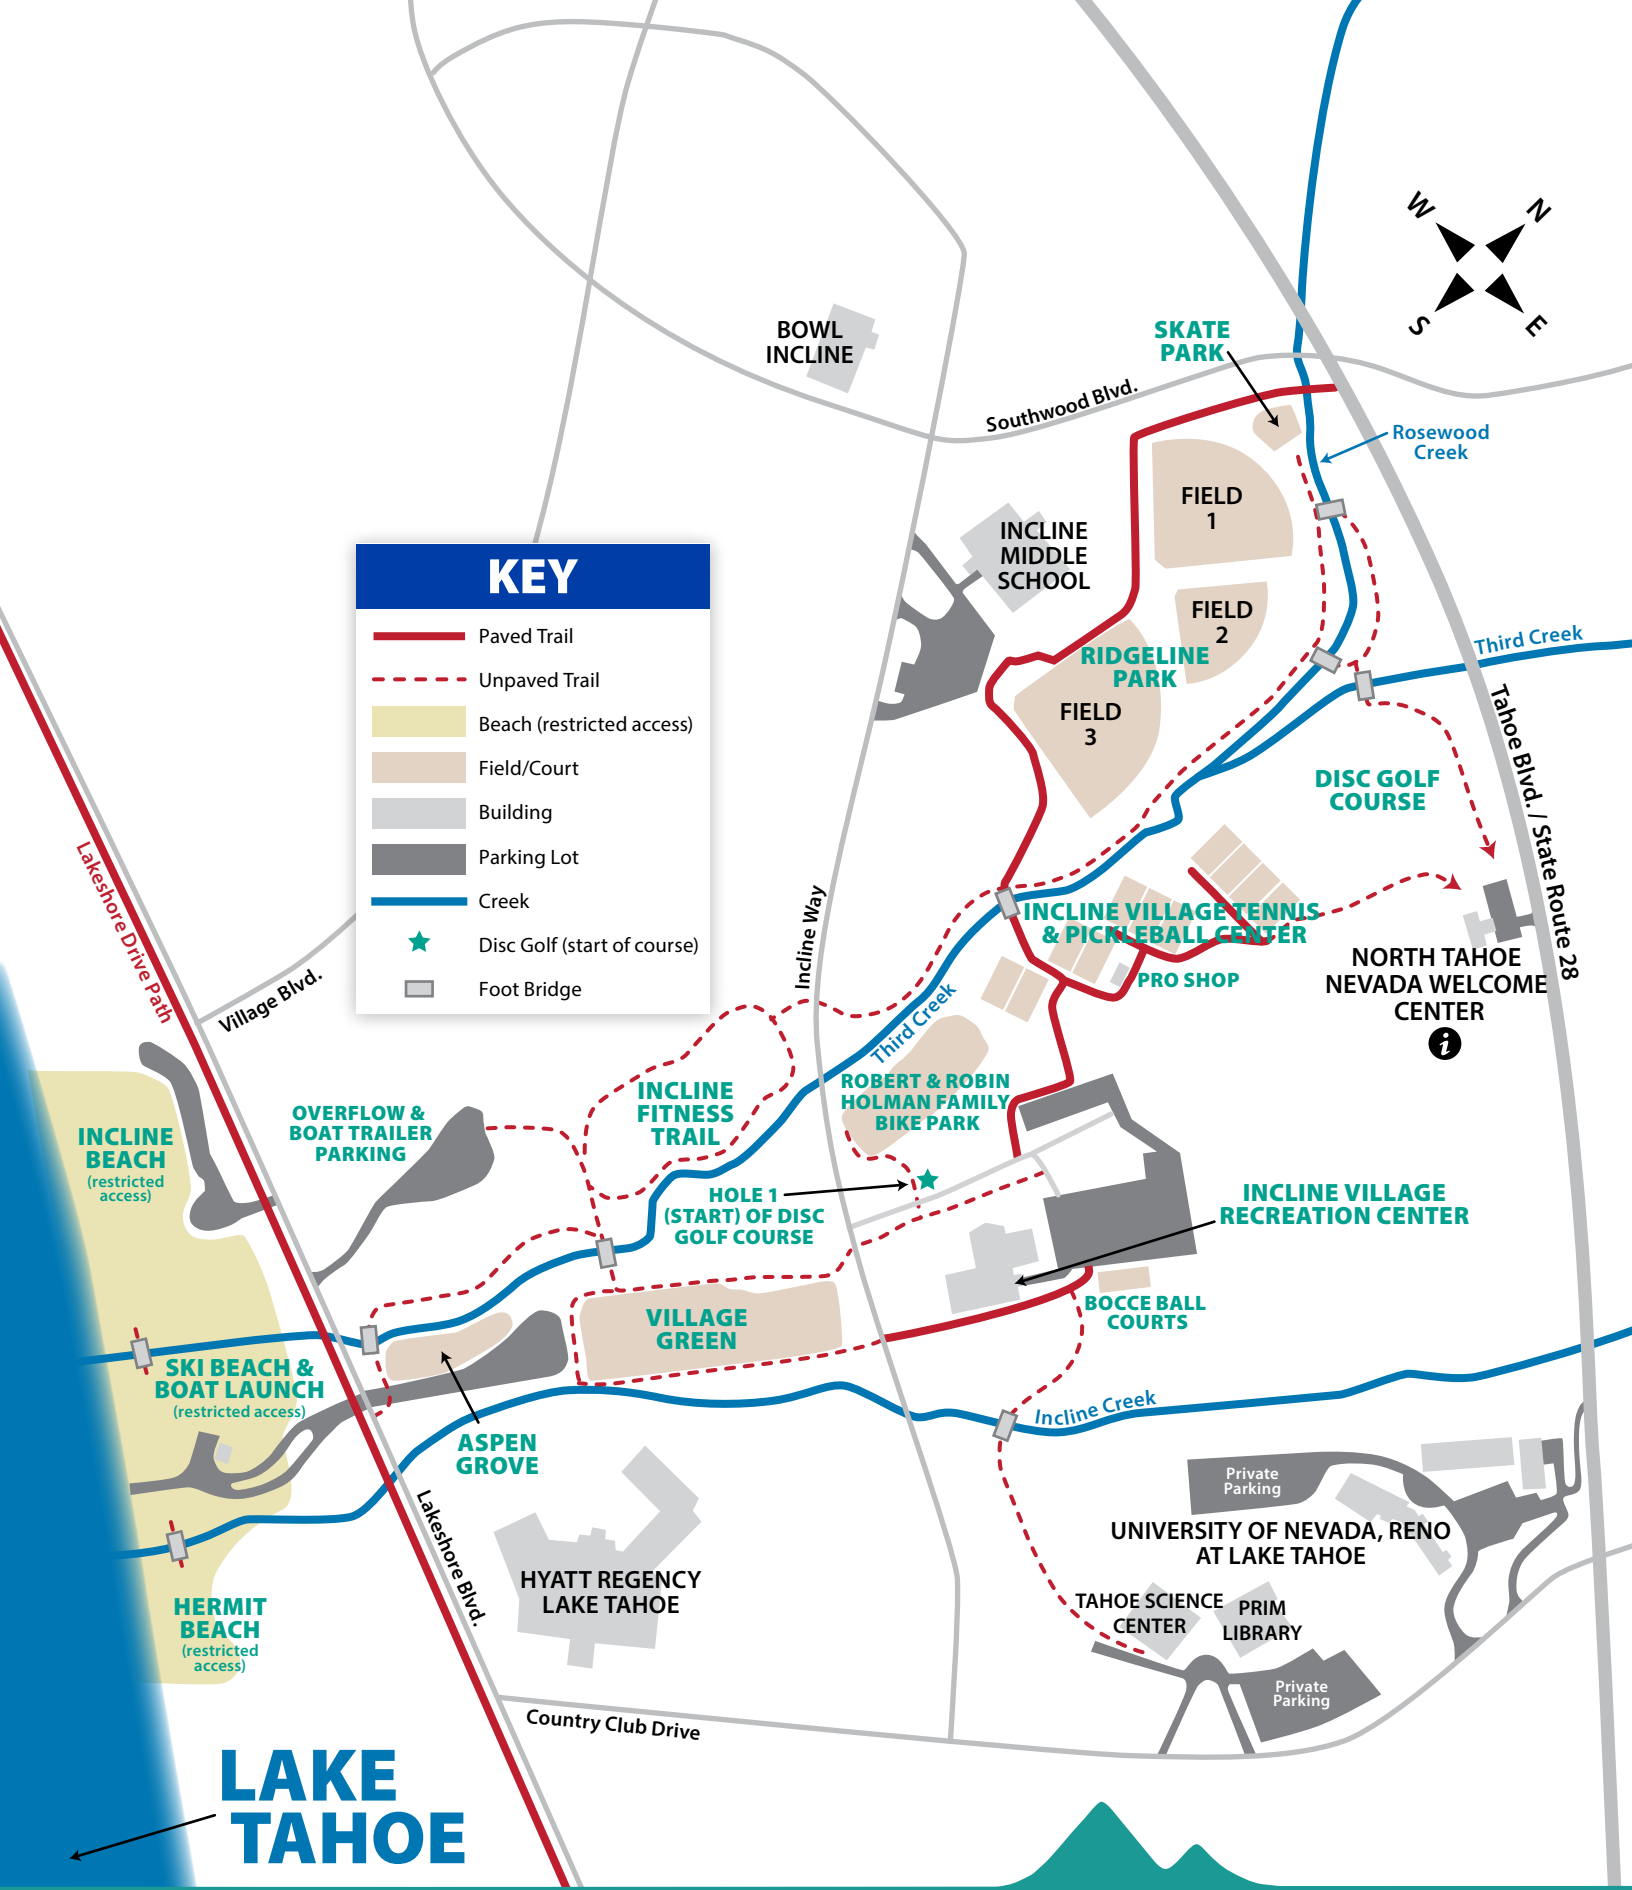 W
N
S
E
BOWL
INCLINE
SKATE
PARK
Southwood Blvd.
Rosewood
Creek
FIELD
1
INCLINE
MIDDLE
SCHOOL
FIELD
2
RIDGELINE
PARK
FIELD
3
Third Creek
KEY
Paved Trail
Unpaved Trail
Beach (restricted access)
Field/Court
Building
Parking Lot
Creek
Disc Golf (start of course)
Foot Bridge
Tahoe Blvd. / State Route 28
DISC GOLF
COURSE
Lakeshore Drive Path
Incline Way
INCLINE VILLAGE TENNIS
& PICKLEBALL CENTER
PRO SHOP
NORTH TAHOE
NEVADA WELCOME
CENTER
i
Village Blvd.
Third Creek
ROBERT & ROBIN
HOLMAN FAMILY
BIKE PARK
INCLINE
FITNESS
TRAIL
OVERFLOW &
BOAT TRAILER
PARKING
INCLINE
BEACH
(restricted
access)
HOLE 1
(START) OF DISC
GOLF COURSE
INCLINE VILLAGE
RECREATION CENTER
BOCCE BALL
COURTS
VILLAGE
GREEN
SKI BEACH &
BOAT LAUNCH
(restricted access)
ASPEN
GROVE
Incline Creek
Private
Parking
UNIVERSITY OF NEVADA, RENO
AT LAKE TAHOE
Lakeshore Blvd.
HYATT REGENCY
LAKE TAHOE
TAHOE SCIENCE
CENTER
PRIM
LIBRARY
HERMIT
BEACH
(restricted
access)
Private
Parking
Country Club Drive
LAKE
TAHOE